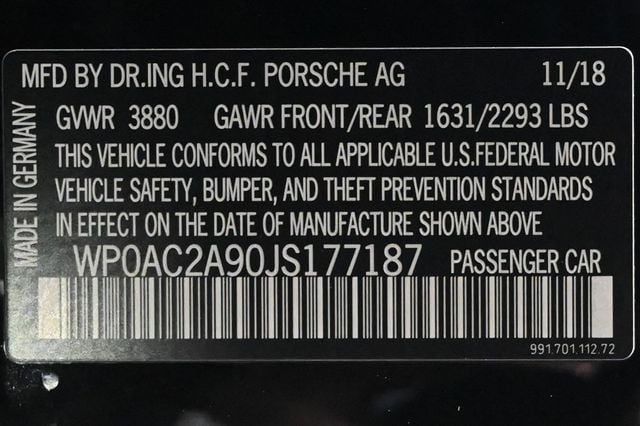 MFD BY DR.ING H.C.F. PORSCHE AG 11/18
GVWR 3880 GAWR FRONT/REAR 1631/2293 LBS
THIS VEHICLE CONFORMS TO ALL APPLICABLE U.S.FEDERAL MOTOR
VEHICLE SAFETY, BUMPER, AND THEFT PREVENTION STANDARDS
IN EFFECT ON THE DATE OF MANUFACTURE SHOWN ABOVE
WP0AC2A90JS177187 PASSENGER CAR
991.701.112.72
MADE IN GERMANY